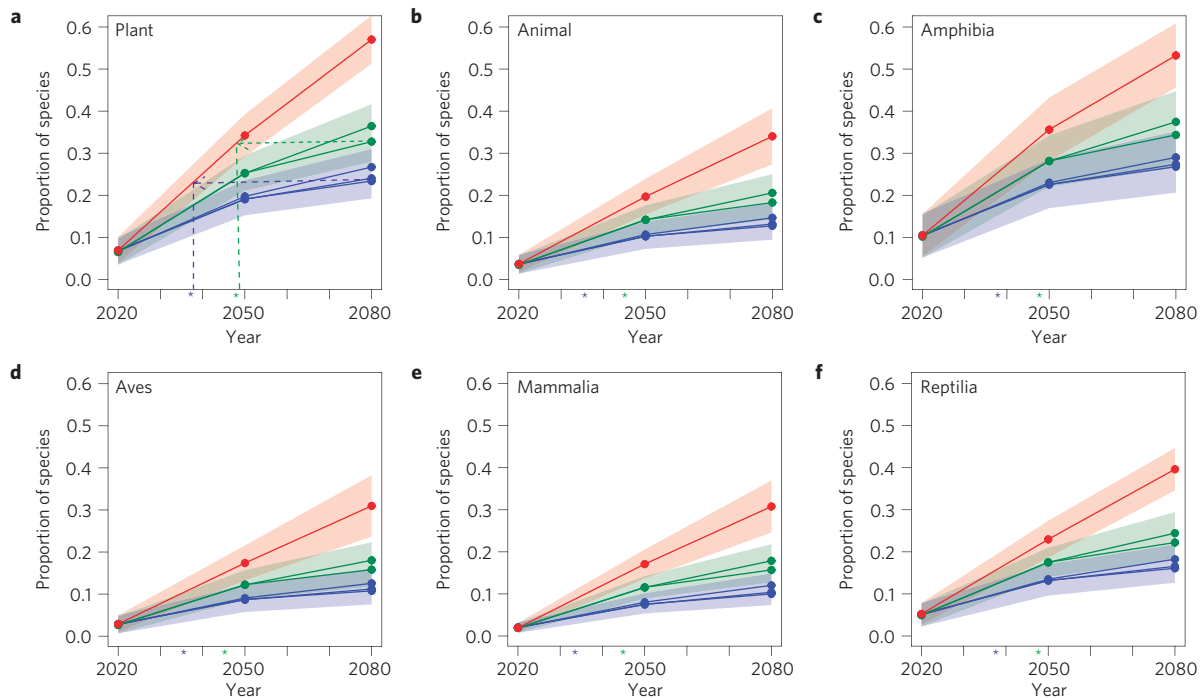 a
Plant
0.6
0.5
0.4
0.3
0.2
0.1
0.0
Proportion of species
* *
2020 2050 2080
Year
b
Animal
0.6
0.5
0.4
0.3
0.2
0.1
0.0
Proportion of species
* *
2020 2050 2080
Year
c
Amphibia
0.6
0.5
0.4
0.3
0.2
0.1
0.0
Proportion of species
* *
2020 2050 2080
Year
d
Aves
0.6
0.5
0.4
0.3
0.2
0.1
0.0
Proportion of species
* *
2020 2050 2080
Year
e
Mammalia
0.6
0.5
0.4
0.3
0.2
0.1
0.0
Proportion of species
* *
2020 2050 2080
Year
f
Reptilia
0.6
0.5
0.4
0.3
0.2
0.1
0.0
Proportion of species
* *
2020 2050 2080
Year